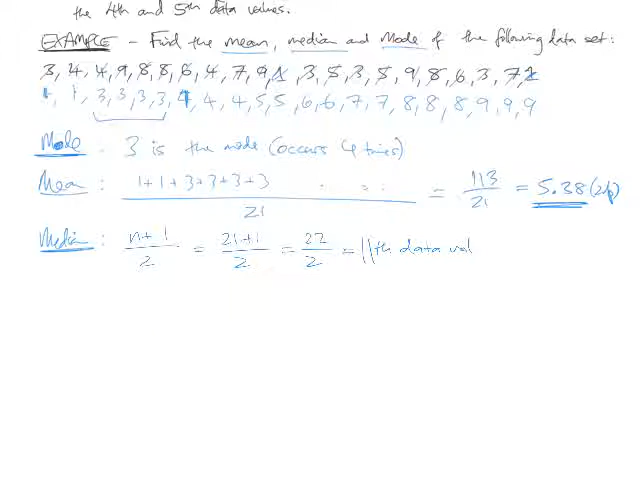 the 4th and 5th data values.
EXAMPLE - Find the mean, median and mode of the following data set:
3, 4, 4, 9, 8, 8, 6, 4, 7, 9, 1, 3, 5, 3, 5, 9, 8, 6, 3, 7, 1
1, 1, 3, 3, 3, 3, 4, 4, 4, 5, 5, 6, 6, 7, 7, 8, 8, 8, 9, 9, 9
Mode: 3 is the mode (occurs 4 times)
Mean: 1+1+3+3+3+3 . . . . / 21 = 113/21 = 5.38 (2dp)
Median: n+1/2 = 21+1/2 = 22/2 = 11th data val